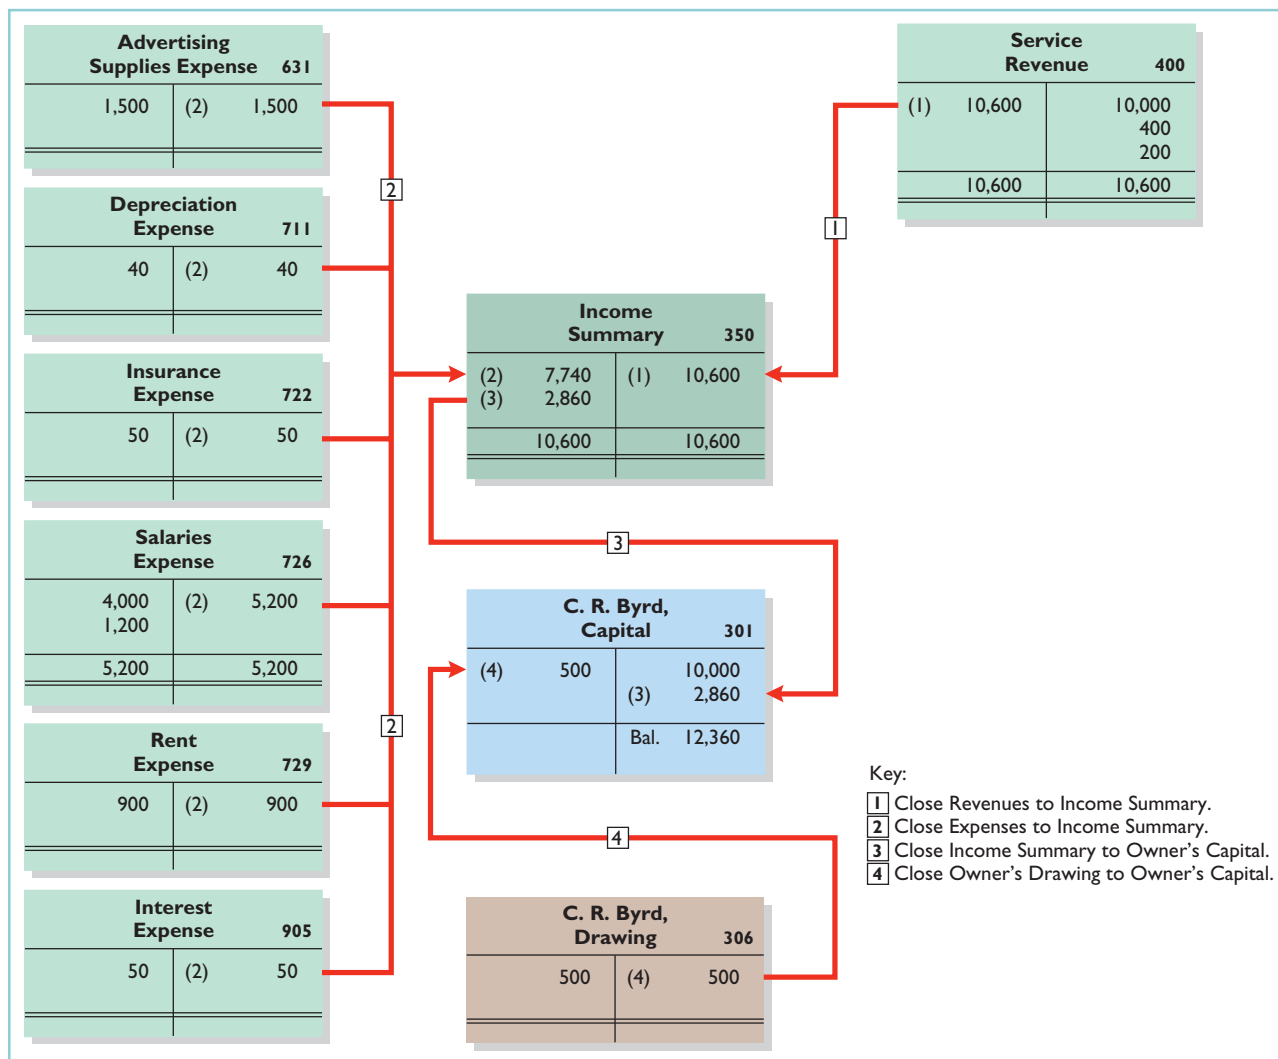 Advertising
Supplies Expense 631
1,500 (2) 1,500
2
Depreciation
Expense 711
40 (2) 40
Insurance
Expense 722
50 (2) 50
Salaries
Expense 726
4,000 (2) 5,200
1,200
5,200 5,200
2
Rent
Expense 729
900 (2) 900
Interest
Expense 905
50 (2) 50
Service
Revenue 400
(1) 10,600 10,000
400
200
10,600 10,600
1
Income
Summary 350
(2) 7,740 (1) 10,600
(3) 2,860
10,600 10,600
3
C. R. Byrd,
Capital 301
(4) 500 10,000
(3) 2,860
Bal. 12,360
4
C. R. Byrd,
Drawing 306
500 (4) 500
Key:
1 Close Revenues to Income Summary.
2 Close Expenses to Income Summary.
3 Close Income Summary to Owner's Capital.
4 Close Owner's Drawing to Owner's Capital.